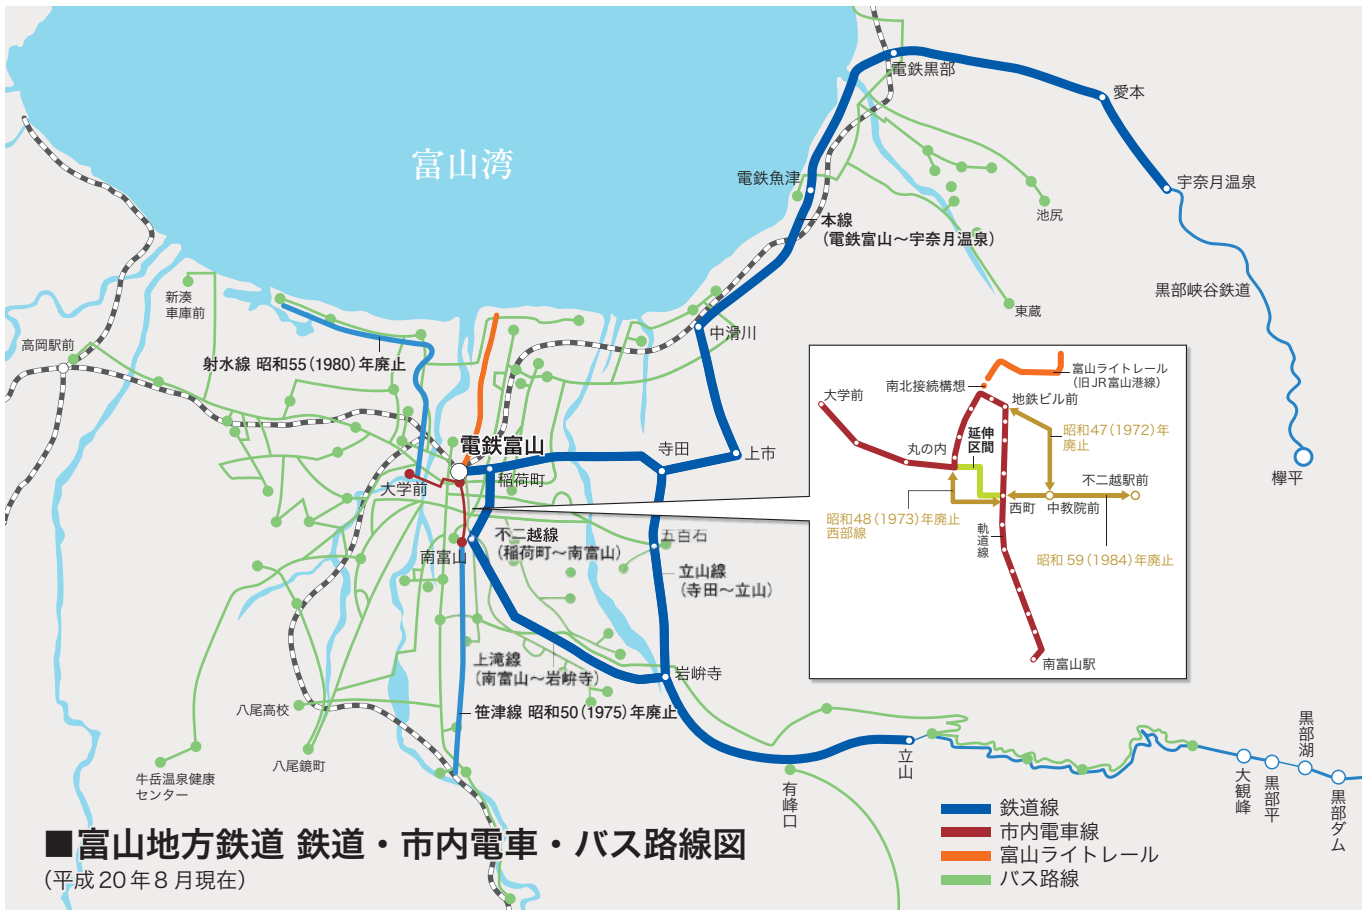 富山湾
電鉄黒部
愛本
電鉄魚津
宇奈月温泉
池尻
本線
（電鉄富山～宇奈月温泉）
黒部峡谷鉄道
東蔵
新湊
車庫前
高岡駅前
中滑川
射水線 昭和55（1980）年廃止
電鉄富山
寺田
上市
大学前
稲荷町
欅平
不二越線
（稲荷町～南富山）
五百石
南富山
立山線
（寺田～立山）
上滝線
（南富山～岩峅寺）
岩峅寺
笹津線 昭和50（1975）年廃止
八尾高校
八尾鏡町
牛岳温泉健康
センター
有峰口
立山
大観峰
黒部平
黒部湖
黒部ダム
富山ライトレール
（旧JR富山港線）
南北接続構想
大学前
地鉄ビル前
丸の内
延伸
区間
昭和47（1972）年
廃止
不二越駅前
西町
中教院前
昭和48（1973）年廃止
西部線
軌道線
昭和59（1984）年廃止
南富山駅
■富山地方鉄道 鉄道・市内電車・バス路線図
（平成20年8月現在）
鉄道線
市内電車線
富山ライトレール
バス路線